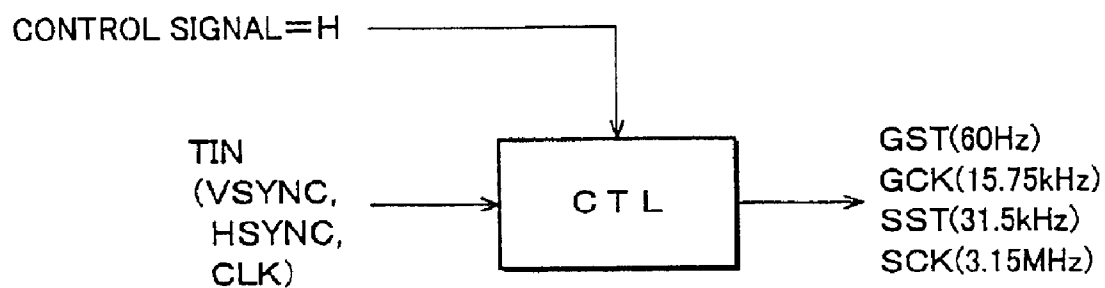 CONTROL SIGNAL=H
TIN
(VSYNC,
HSYNC,
CLK)
CTL
GST(60Hz)
GCK(15.75kHz)
SST(31.5kHz)
SCK(3.15MHz)